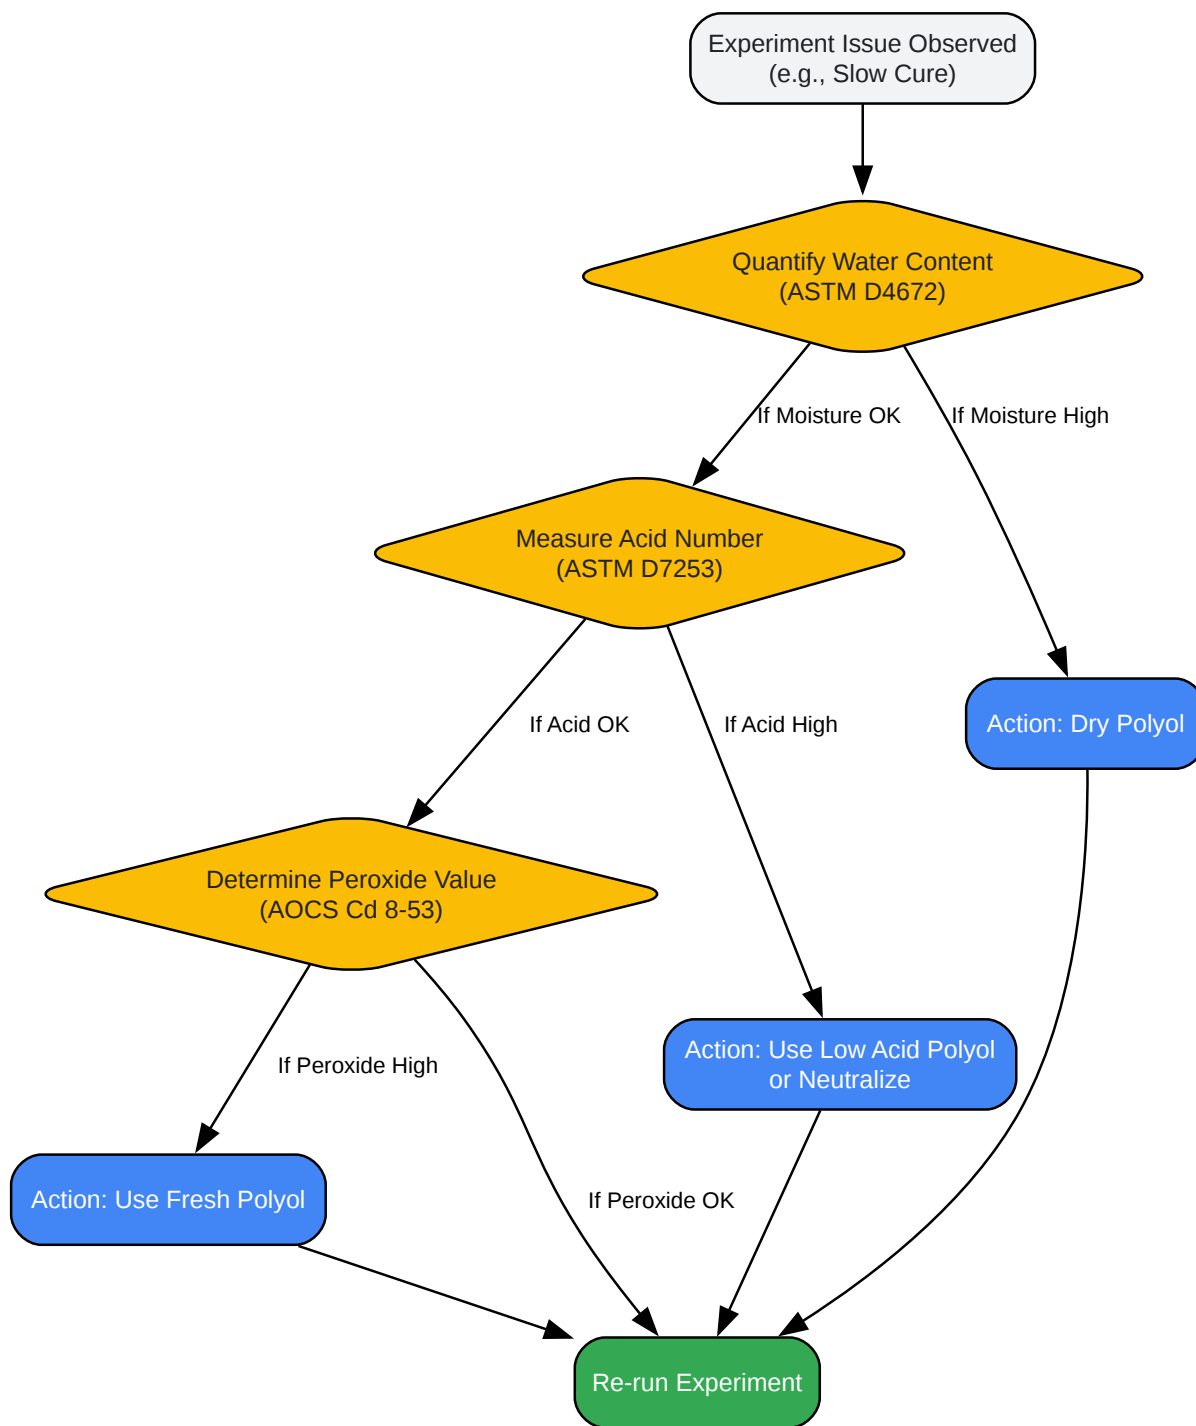 Experiment Issue Observed
(e.g., Slow Cure)
Quantify Water Content
(ASTM D4672)
If Moisture OK
If Moisture High
Measure Acid Number
(ASTM D7253)
If Acid OK
If Acid High
Action: Dry Polyol
Determine Peroxide Value
(AOCS Cd 8-53)
If Peroxide High
Action: Use Low Acid Polyol
or Neutralize
Action: Use Fresh Polyol
If Peroxide OK
Re-run Experiment